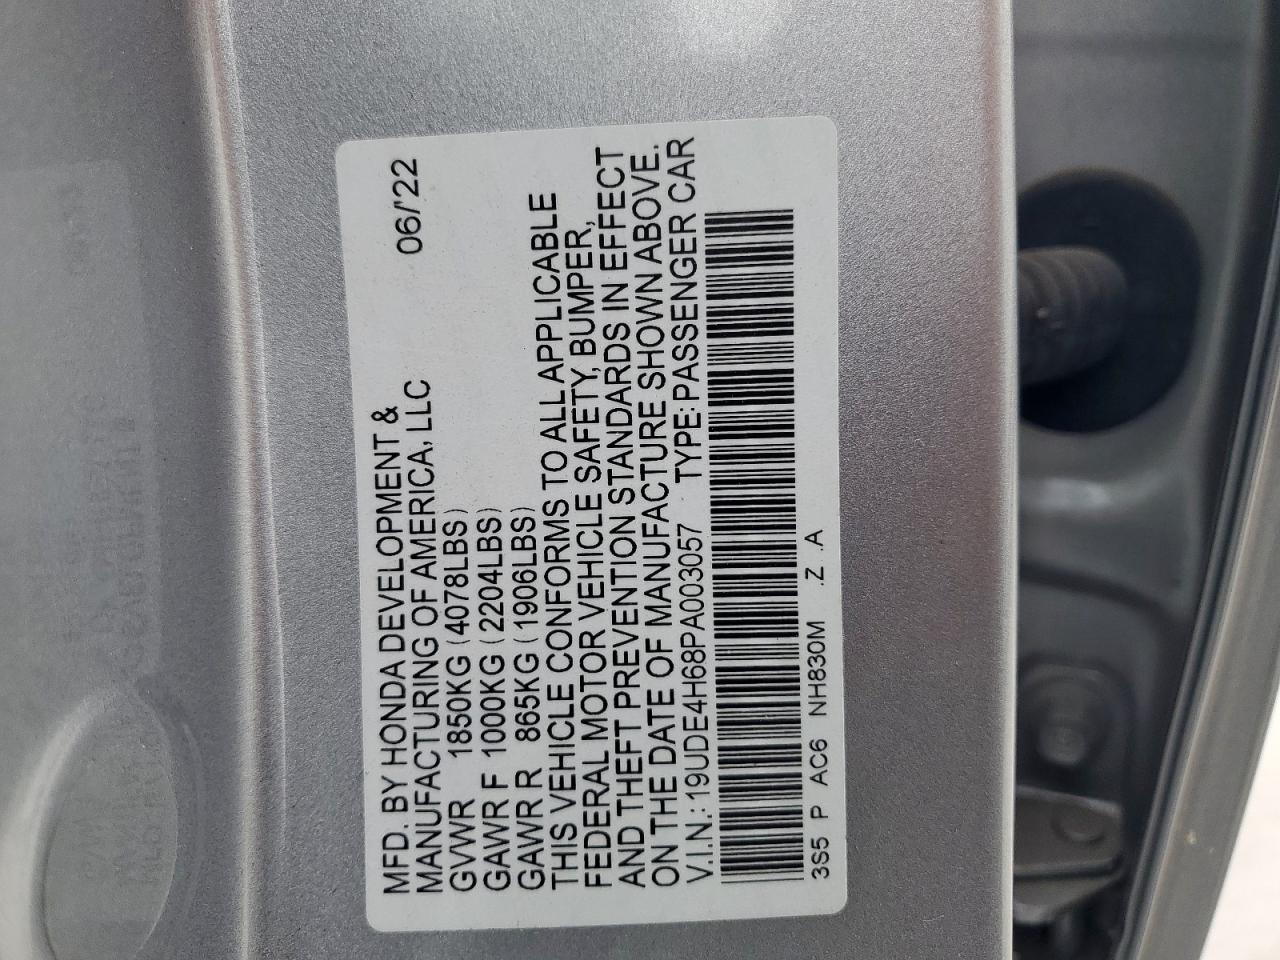 MFD. BY HONDA DEVELOPMENT &
MANUFACTURING OF AMERICA, LLC 06/'22
GVWR 1850KG (4078LBS)
GAWR F 1000KG (2204LBS)
GAWR R 865KG (1906LBS)
THIS VEHICLE CONFORMS TO ALL APPLICABLE
FEDERAL MOTOR VEHICLE SAFETY, BUMPER,
AND THEFT PREVENTION STANDARDS IN EFFECT
ON THE DATE OF MANUFACTURE SHOWN ABOVE.
V.I.N.: 19UDE4H68PA003057 TYPE: PASSENGER CAR
3S5 P AC6 NH830M .Z .A